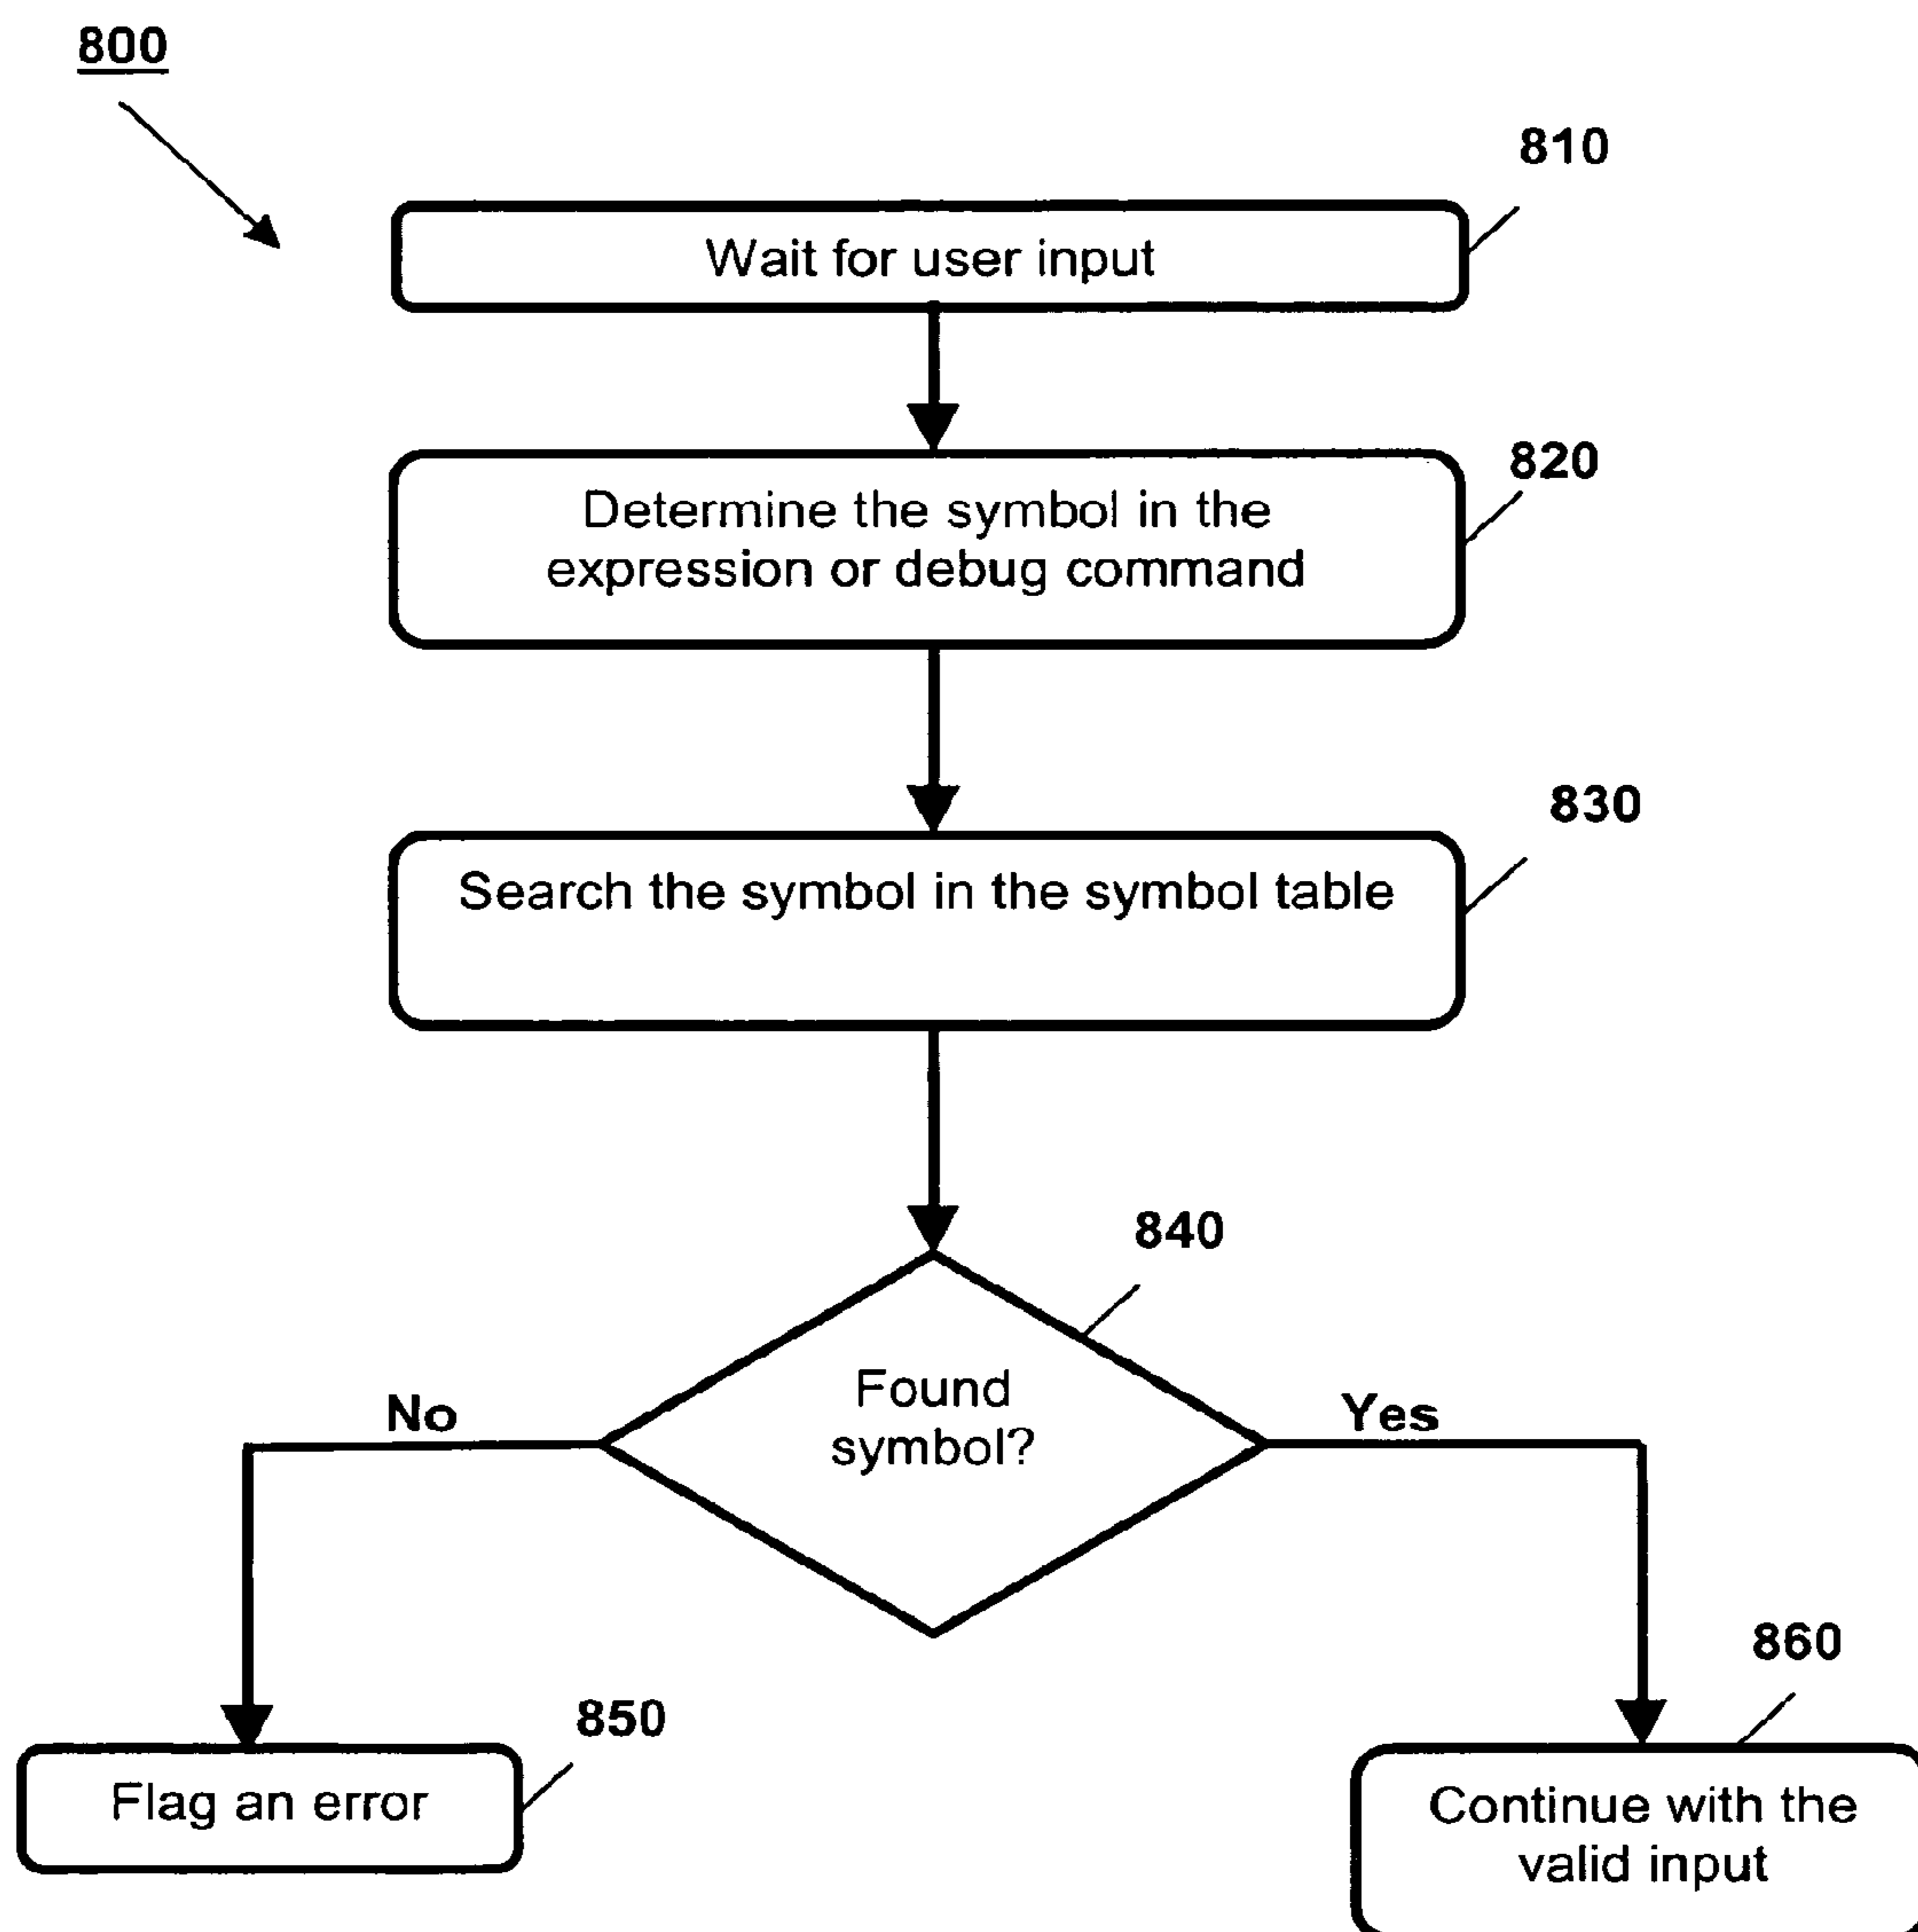 800
810
Wait for user input
820
Determine the symbol in the
expression or debug command
830
Search the symbol in the symbol table
840
Found
symbol?
No
Yes
860
850
Flag an error
Continue with the
valid input